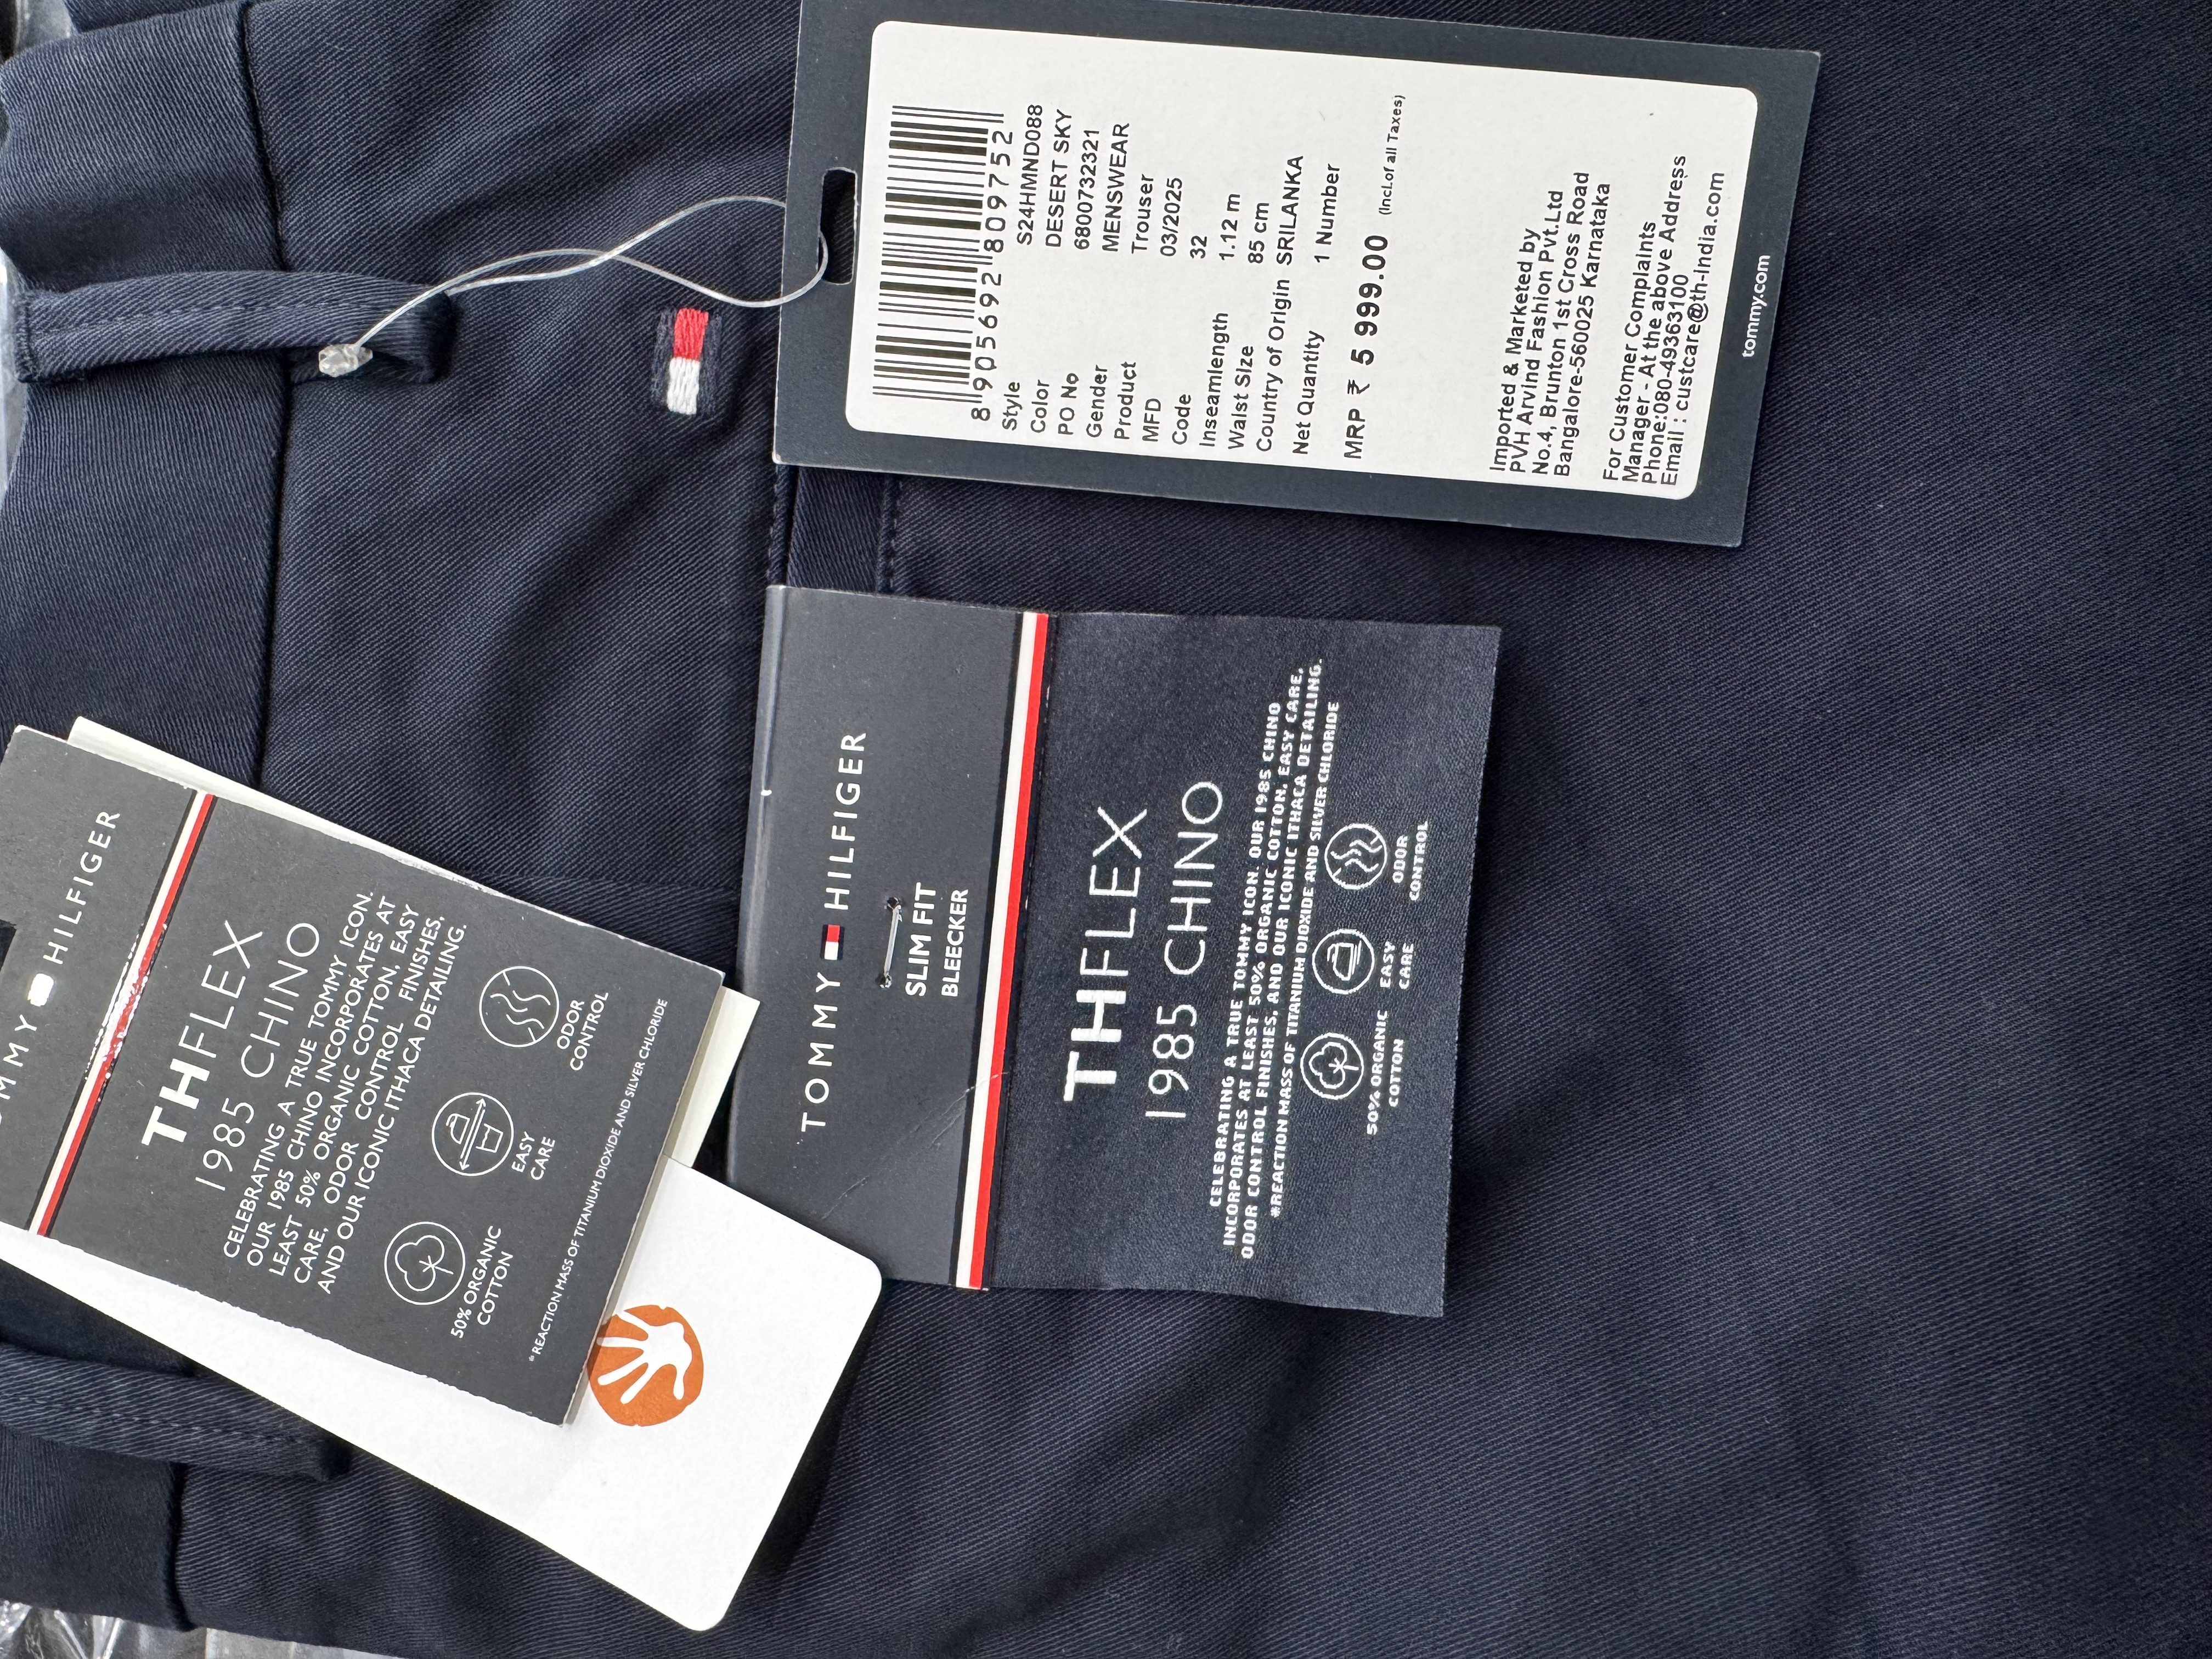 8 905692 809752
Style S24HMND088
Color DESERT SKY
PO No 6800732321
Gender MENSWEAR
Product Trouser
MFD 03/2025
Code 32
Inseamlength 1.12 m
Waist Size 85 cm
Country of Origin SRILANKA
Net Quantity 1 Number
MRP ₹ 5 999.00 (Incl.of all Taxes)
Imported & Marketed by
PVH Arvind Fashion Pvt.Ltd
No.4, Brunton 1st Cross Road
Bangalore-560025 Karnataka
For Customer Complaints
Manager - At the above Address
Phone:080-49363100
Email : custcare@th-india.com
tommy.com
TOMMY HILFIGER
SLIM FIT
BLEECKER
THFLEX
1985 CHINO
CELEBRATING A TRUE TOMMY ICON. OUR 1985 CHINO
INCORPORATES AT LEAST 50% ORGANIC COTTON, EASY CARE,
ODOR CONTROL FINISHES, AND OUR ICONIC ITHACA DETAILING.
*REACTION MASS OF TITANIUM DIOXIDE AND SILVER CHLORIDE
50% ORGANIC
COTTON
EASY
CARE
ODOR
CONTROL
MMY HILFIGER
THFLEX
1985 CHINO
CELEBRATING A TRUE TOMMY ICON.
OUR 1985 CHINO INCORPORATES AT
LEAST 50% ORGANIC COTTON, EASY
CARE, ODOR CONTROL FINISHES,
AND OUR ICONIC ITHACA DETAILING.
50% ORGANIC
COTTON
EASY
CARE
ODOR
CONTROL
*REACTION MASS OF TITANIUM DIOXIDE AND SILVER CHLORIDE